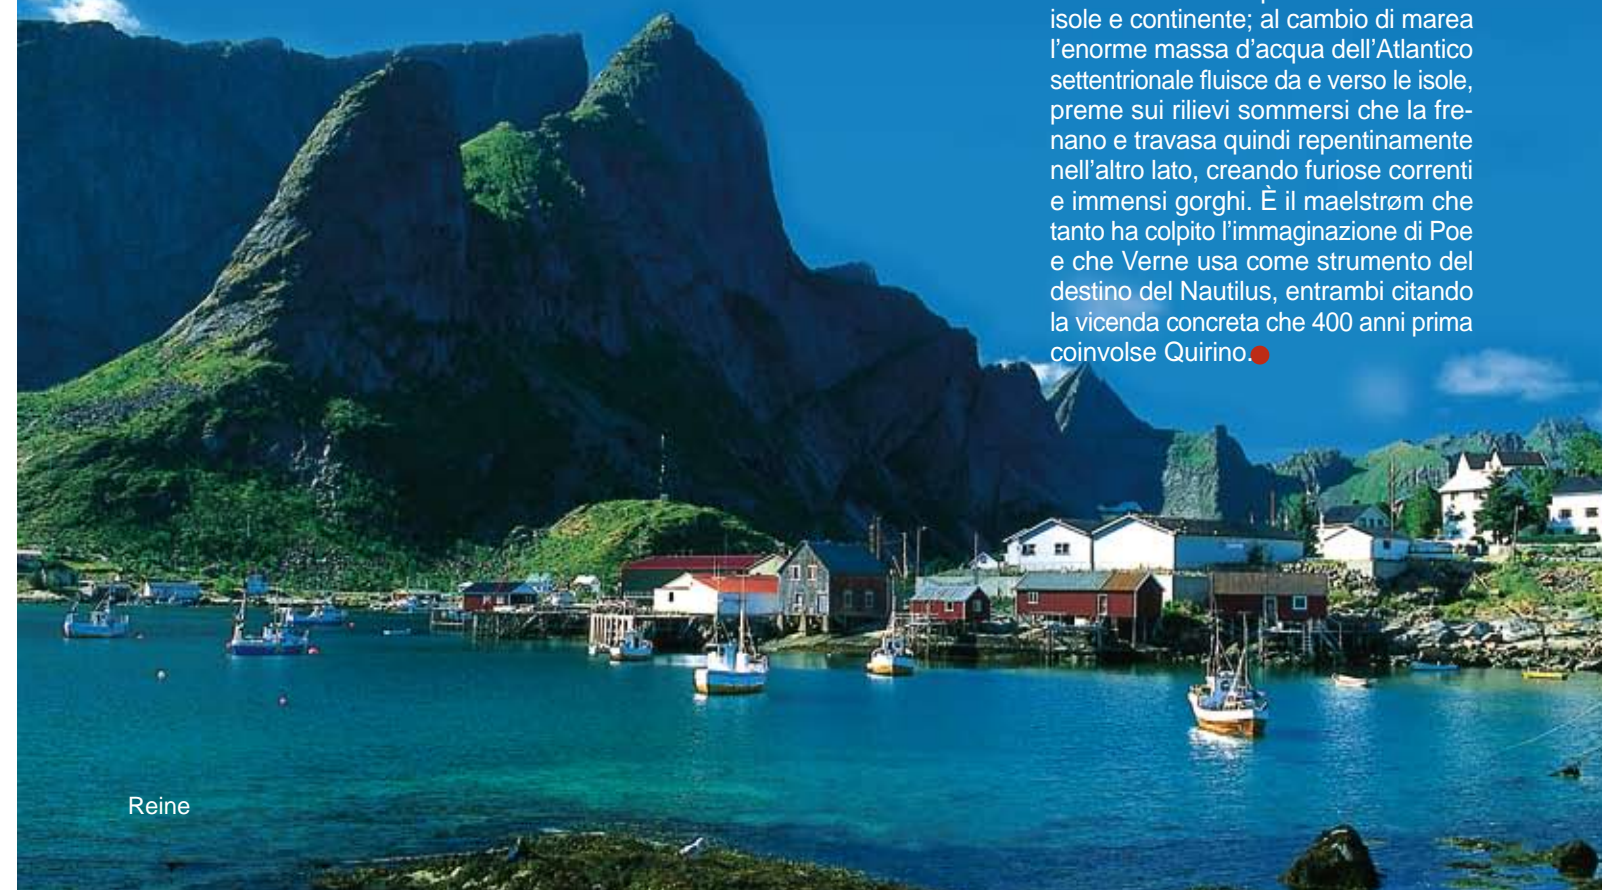 isole e continente; al cambio di marea
l’enorme massa d’acqua dell’Atlantico
settentrionale fluisce da e verso le isole,
preme sui rilievi sommersi che la fre-
nano e travasa quindi repentinamente
nell’altro lato, creando furiose correnti
e immensi gorghi. È il maelstrøm che
tanto ha colpito l’immaginazione di Poe
e che Verne usa come strumento del
destino del Nautilus, entrambi citando
la vicenda concreta che 400 anni prima
coinvolse Quirino.
Reine